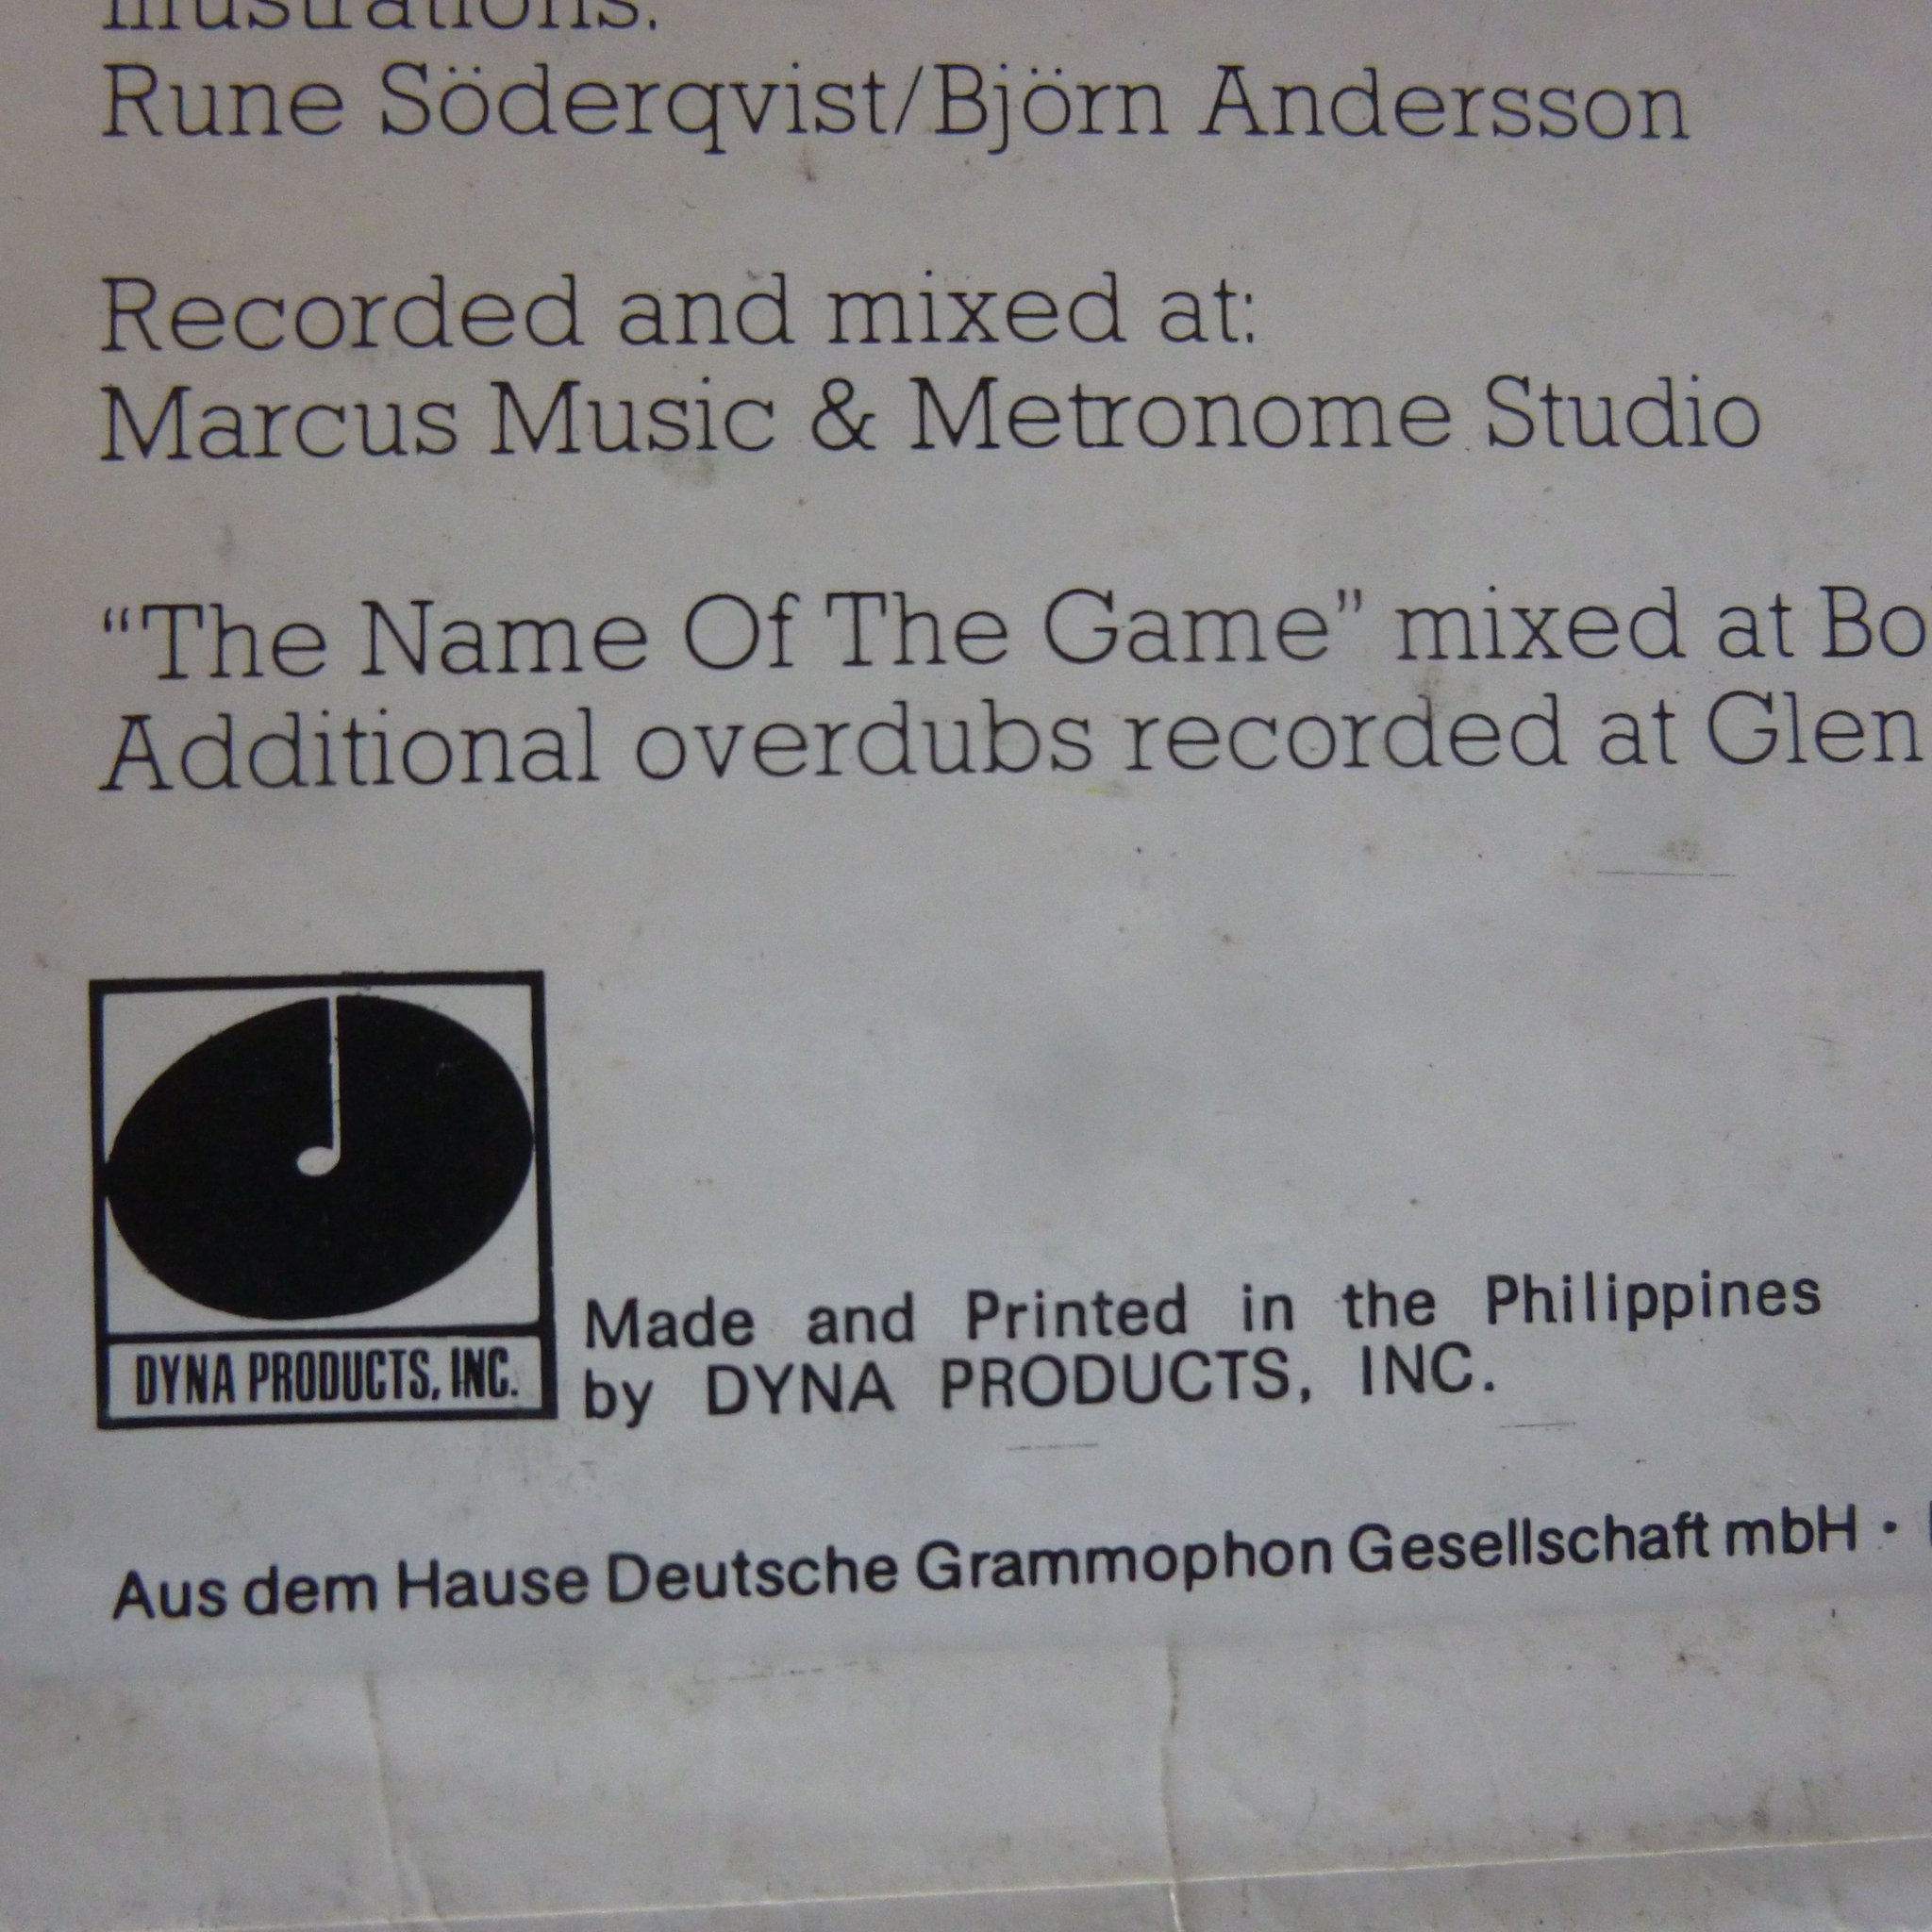 illustrations:
Rune Söderqvist/Björn Andersson
Recorded and mixed at:
Marcus Music & Metronome Studio
“The Name Of The Game” mixed at Bo
Additional overdubs recorded at Glen
DYNA PRODUCTS, INC.
Made and Printed in the Philippines
by DYNA PRODUCTS, INC.
Aus dem Hause Deutsche Grammophon Gesellschaft mbH •